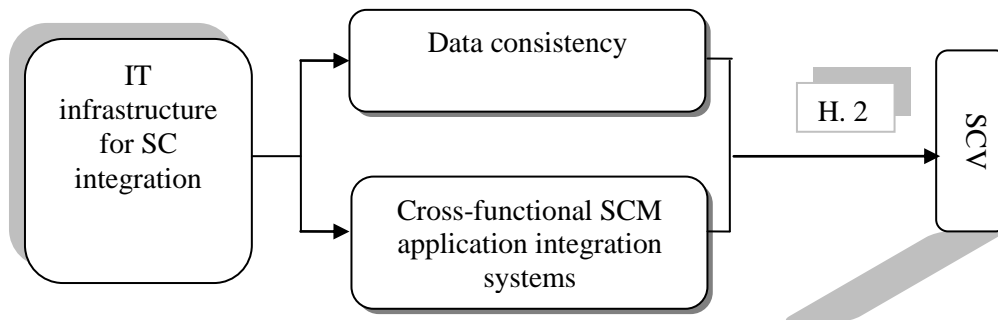 IT
infrastructure
for SC
integration
Data consistency
Cross-functional SCM
application integration
systems
H. 2
SCV